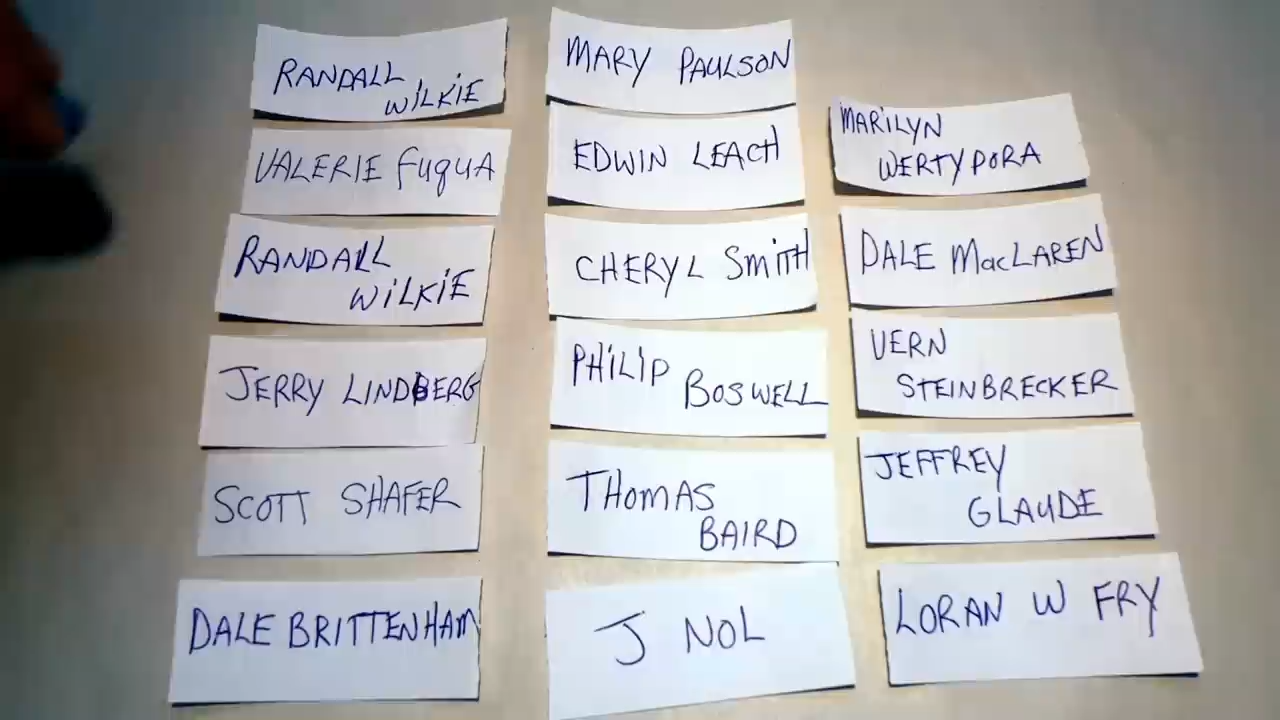 RANDALL
WILKIE
VALERIE FUQUA
RANDALL
WILKIE
JERRY LINDBERG
SCOTT SHAFER
DALE BRITTENHAM
MARY PAULSON
EDWIN LEACH
CHERYL SMITH
PHILIP BOSWELL
THOMAS
BAIRD
J NOL
MARILYN
WERTYPORA
DALE MacLAREN
VERN
STEINBRECKER
JEFFREY
GLAUDE
LORAN W FRY